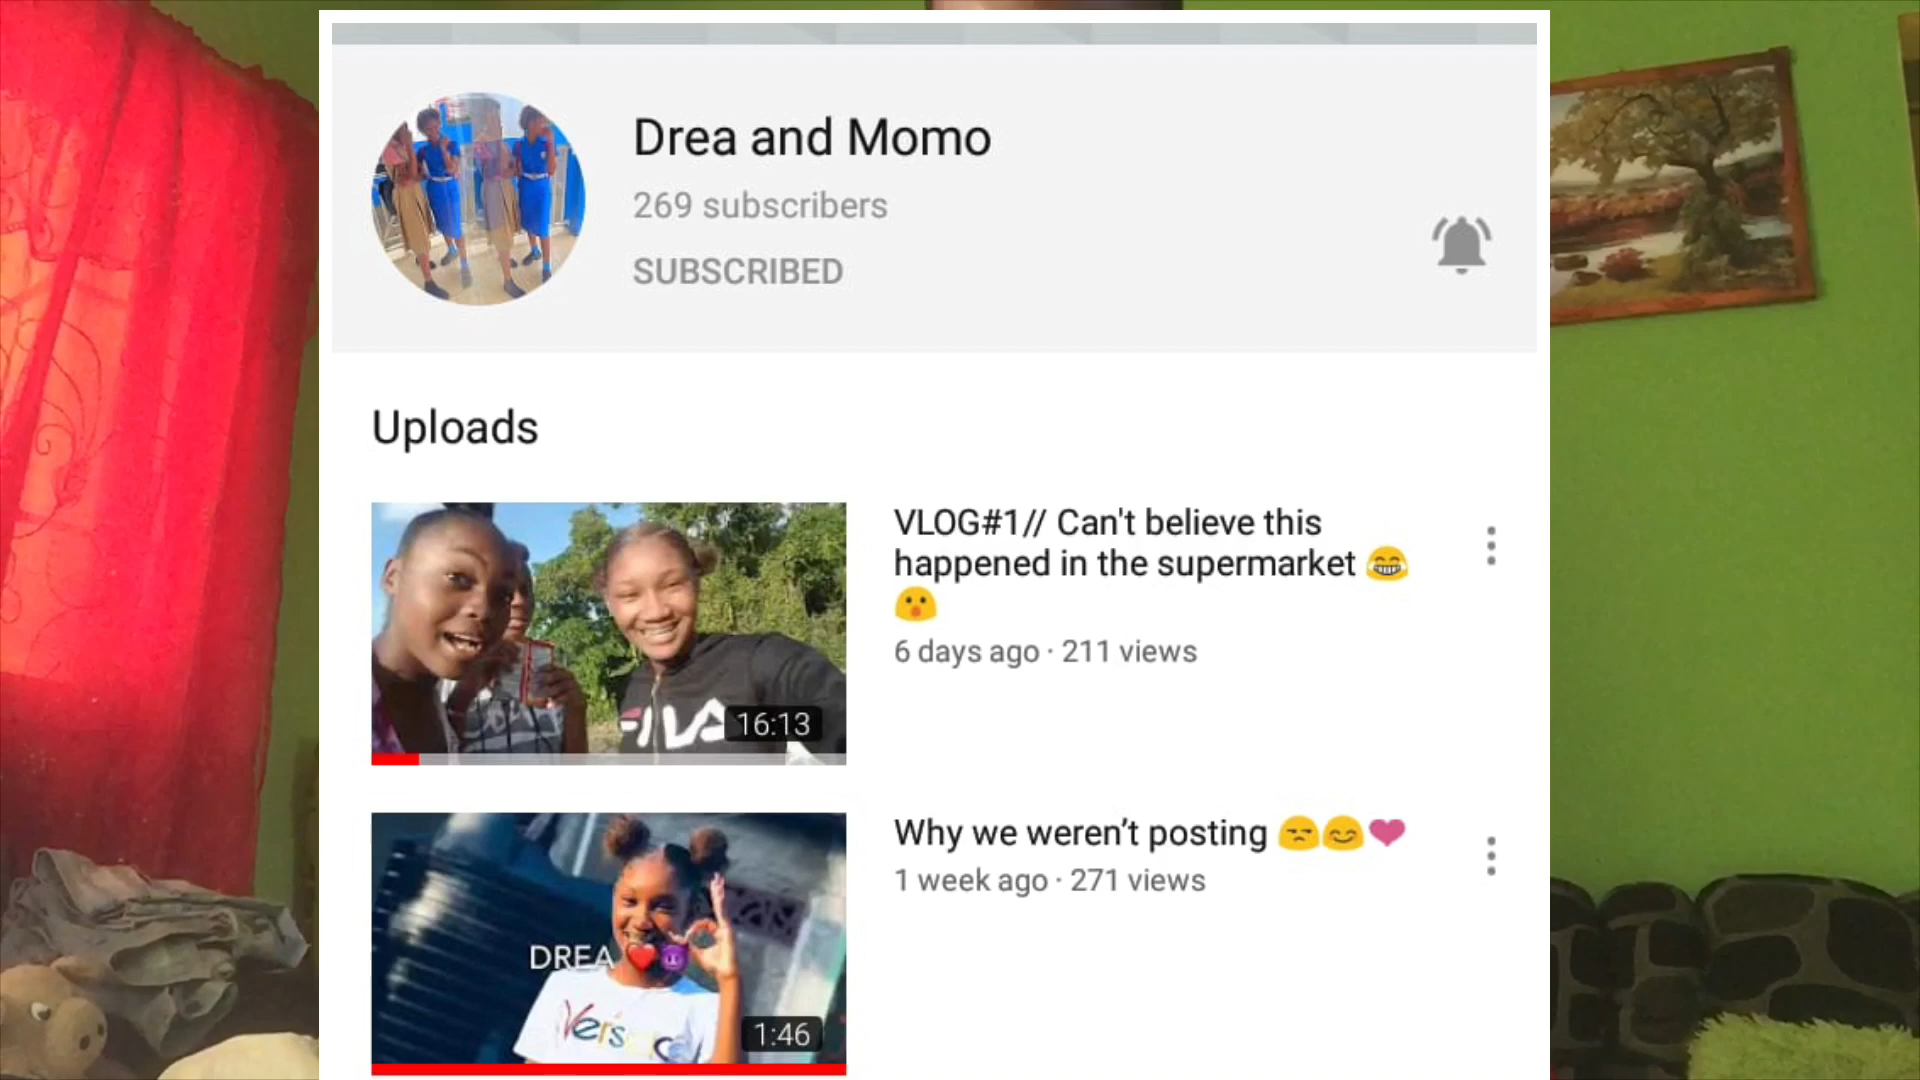 Drea and Momo
269 subscribers
SUBSCRIBED
Uploads
VLOG#1// Can't believe this
happened in the supermarket 😂
😮
6 days ago · 211 views
FILA
16:13
Why we weren’t posting 😒😊❤
1 week ago · 271 views
DREA ❤😈
1:46